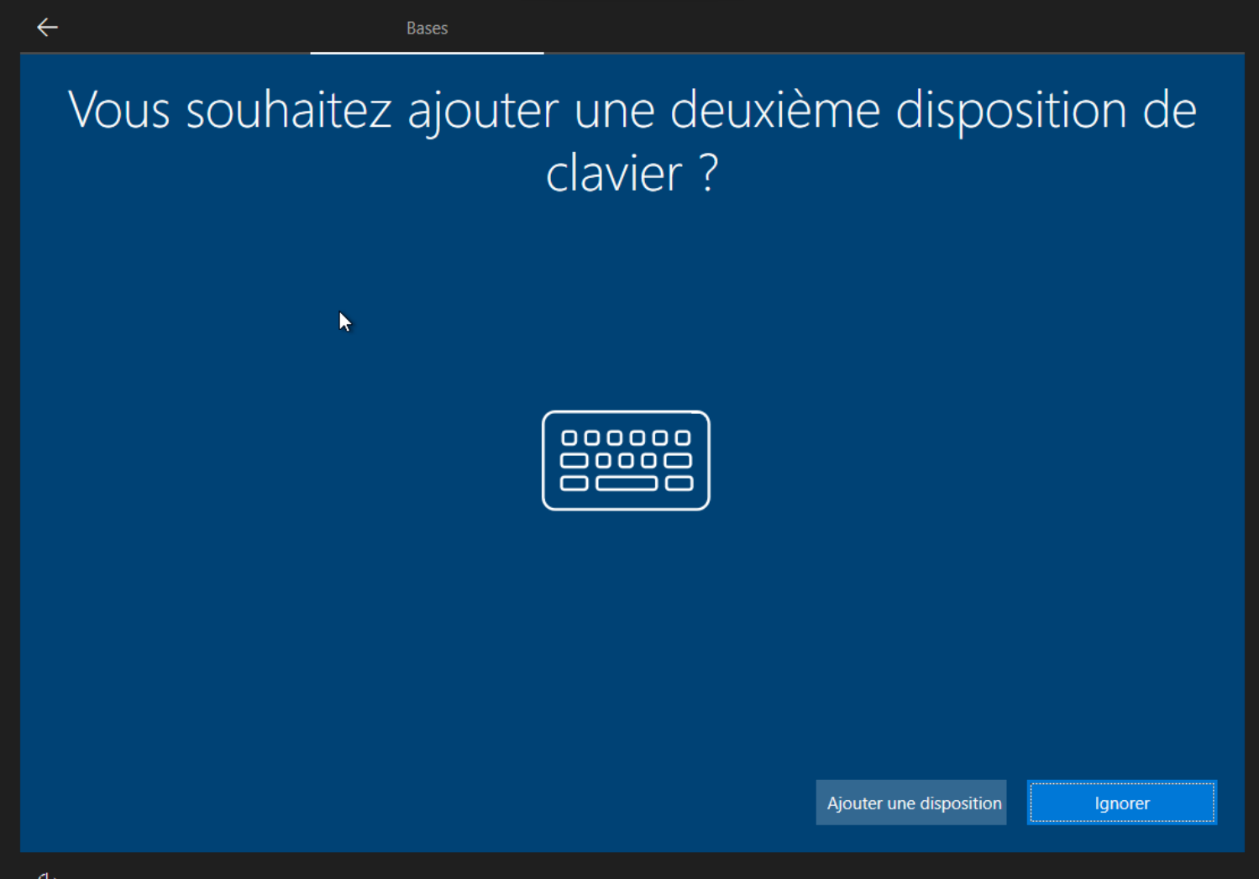 Bases
Vous souhaitez ajouter une deuxième disposition de
clavier ?
Ajouter une disposition
Ignorer